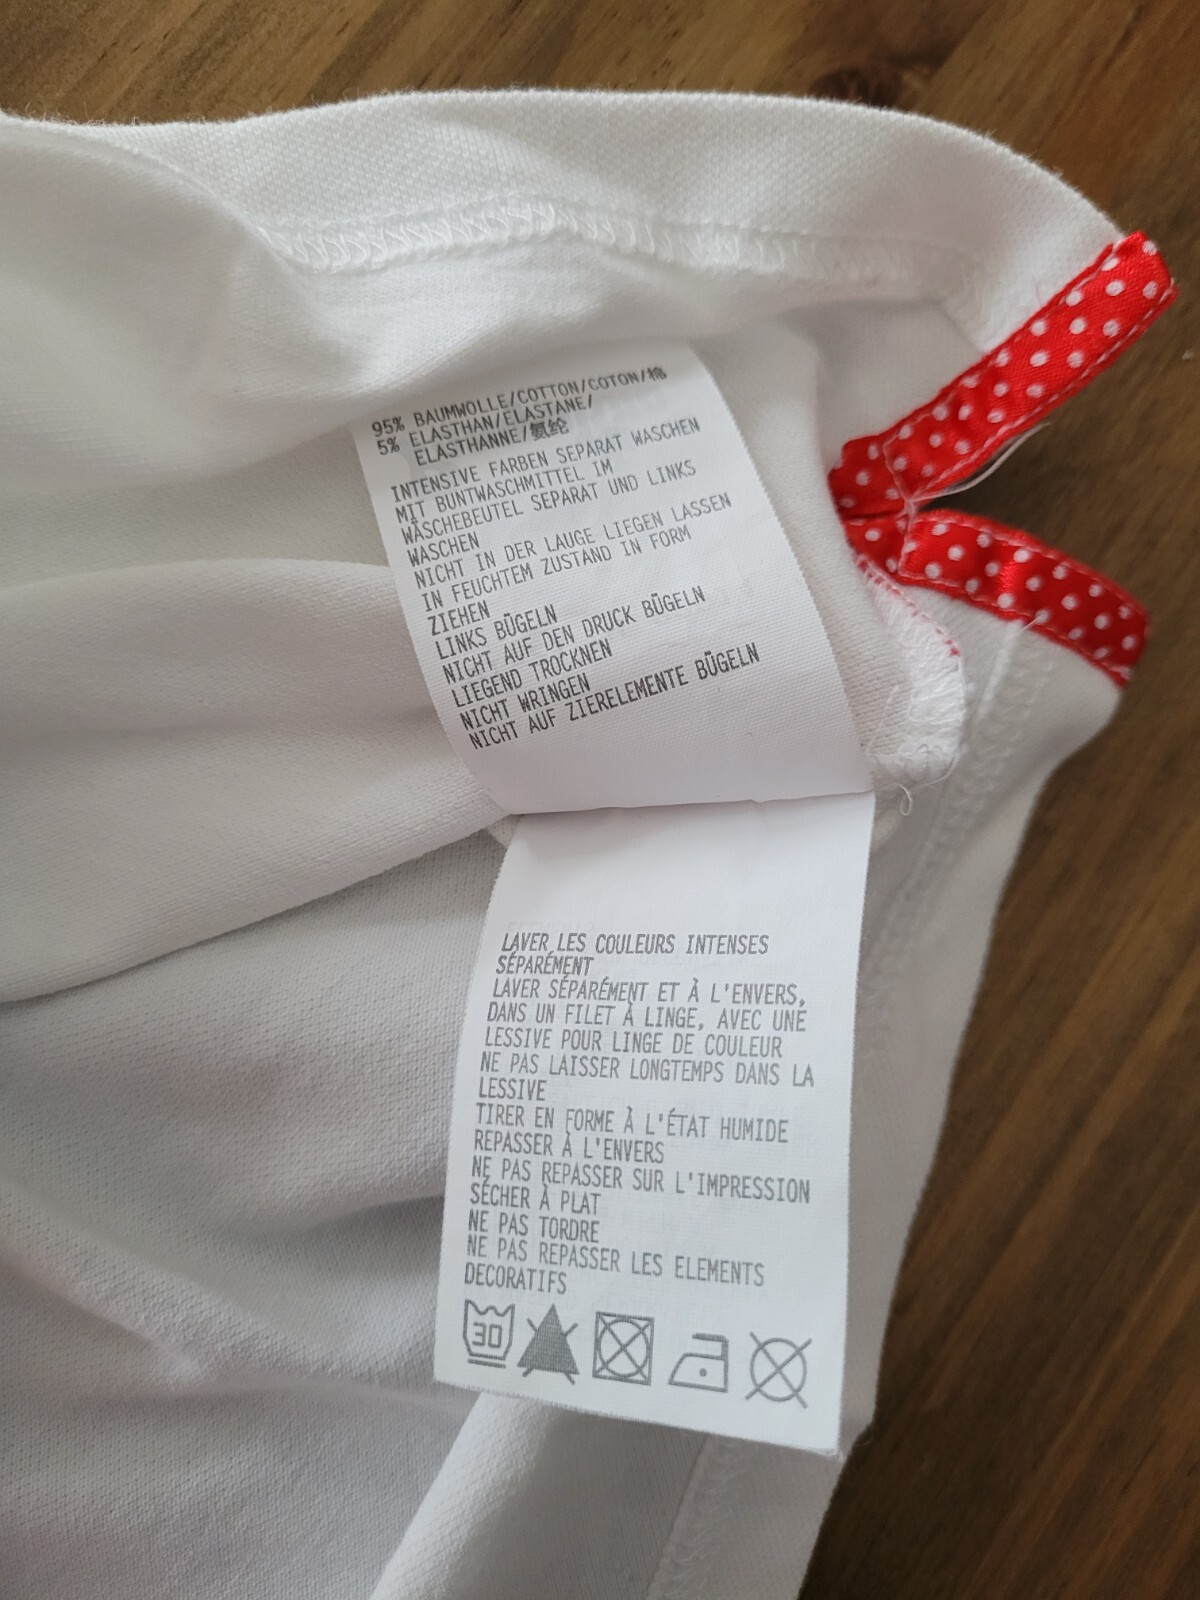 95% BAUMWOLLE/COTTON/COTON/棉
5% ELASTHAN/ELASTANE/
ELASTHANNE/氨纶
INTENSIVE FARBEN SEPARAT WASCHEN
MIT BUNTWASCHMITTEL IM
WÄSCHEBEUTEL SEPARAT UND LINKS
WASCHEN
NICHT IN DER LAUGE LIEGEN LASSEN
IN FEUCHTEM ZUSTAND IN FORM
ZIEHEN
LINKS BÜGELN
NICHT AUF DEN DRUCK BÜGELN
LIEGEND TROCKNEN
NICHT WRINGEN
NICHT AUF ZIERELEMENTE BÜGELN
LAVER LES COULEURS INTENSES
SÉPARÉMENT
LAVER SÉPARÉMENT ET À L'ENVERS,
DANS UN FILET À LINGE, AVEC UNE
LESSIVE POUR LINGE DE COULEUR
NE PAS LAISSER LONGTEMPS DANS LA
LESSIVE
TIRER EN FORME À L'ÉTAT HUMIDE
REPASSER À L'ENVERS
NE PAS REPASSER SUR L'IMPRESSION
SÉCHER À PLAT
NE PAS TORDRE
NE PAS REPASSER LES ELEMENTS
DECORATIFS
30